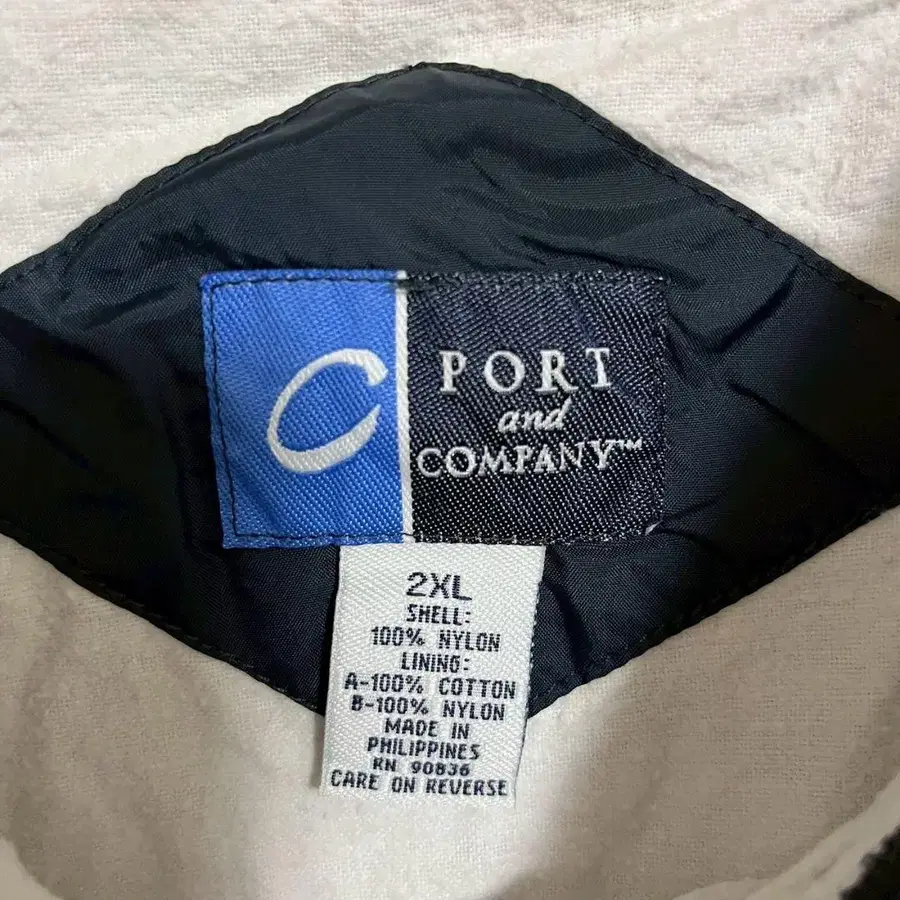 C
PORT
and
COMPANY™
2XL
SHELL:
100% NYLON
LINING:
A-100% COTTON
B-100% NYLON
MADE IN
PHILIPPINES
RN 90836
CARE ON REVERSE